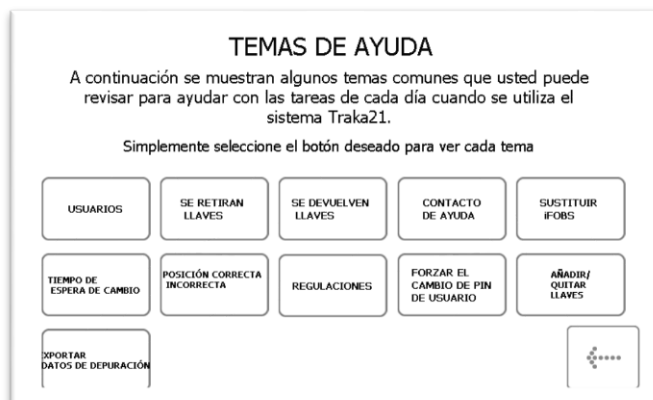 TEMAS DE AYUDA
A continuación se muestran algunos temas comunes que usted puede
revisar para ayudar con las tareas de cada día cuando se utiliza el
sistema Traka21.
Simplemente seleccione el botón deseado para ver cada tema
USUARIOS
SE RETIRAN
LLAVES
SE DEVUELVEN
LLAVES
CONTACTO
DE AYUDA
SUSTITUIR
iFOBS
TIEMPO DE
ESPERA DE CAMBIO
POSICIÓN CORRECTA
INCORRECTA
REGULACIONES
FORZAR EL
CAMBIO DE PIN
DE USUARIO
AÑADIR/
QUITAR
LLAVES
XPORTAR
DATOS DE DEPURACIÓN